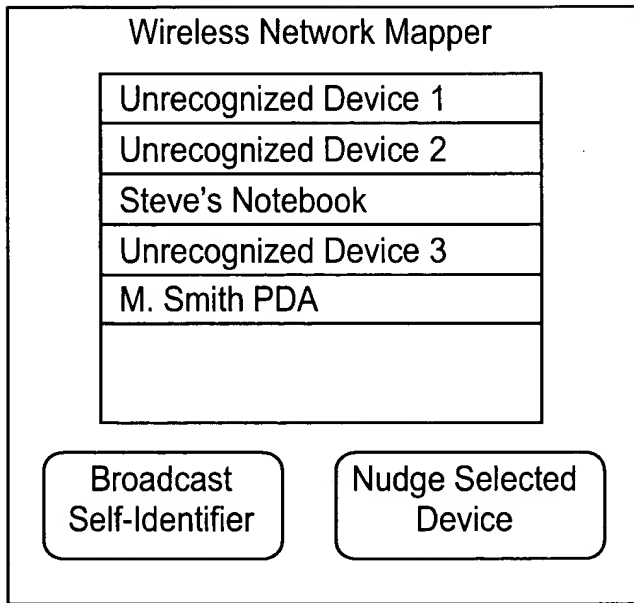 Wireless Network Mapper
Unrecognized Device 1
Unrecognized Device 2
Steve's Notebook
Unrecognized Device 3
M. Smith PDA
Broadcast
Self-Identifier
Nudge Selected
Device